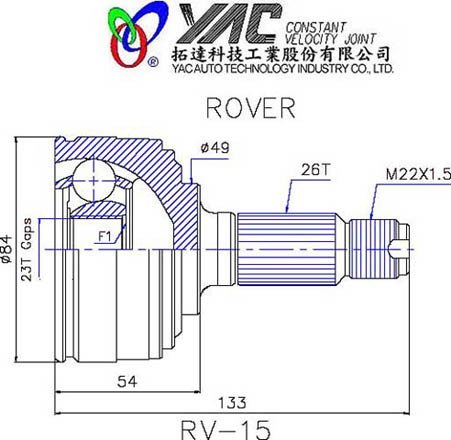 YAC CONSTANT
VELOCITY JOINT
®
拓達科技工業股份有限公司
YAC AUTO TECHNOLOGY INDUSTRY CO., LTD.
ROVER
ø49
26T
M22X1.5
ø84
23T Gcps
F1
54
133
RV-15